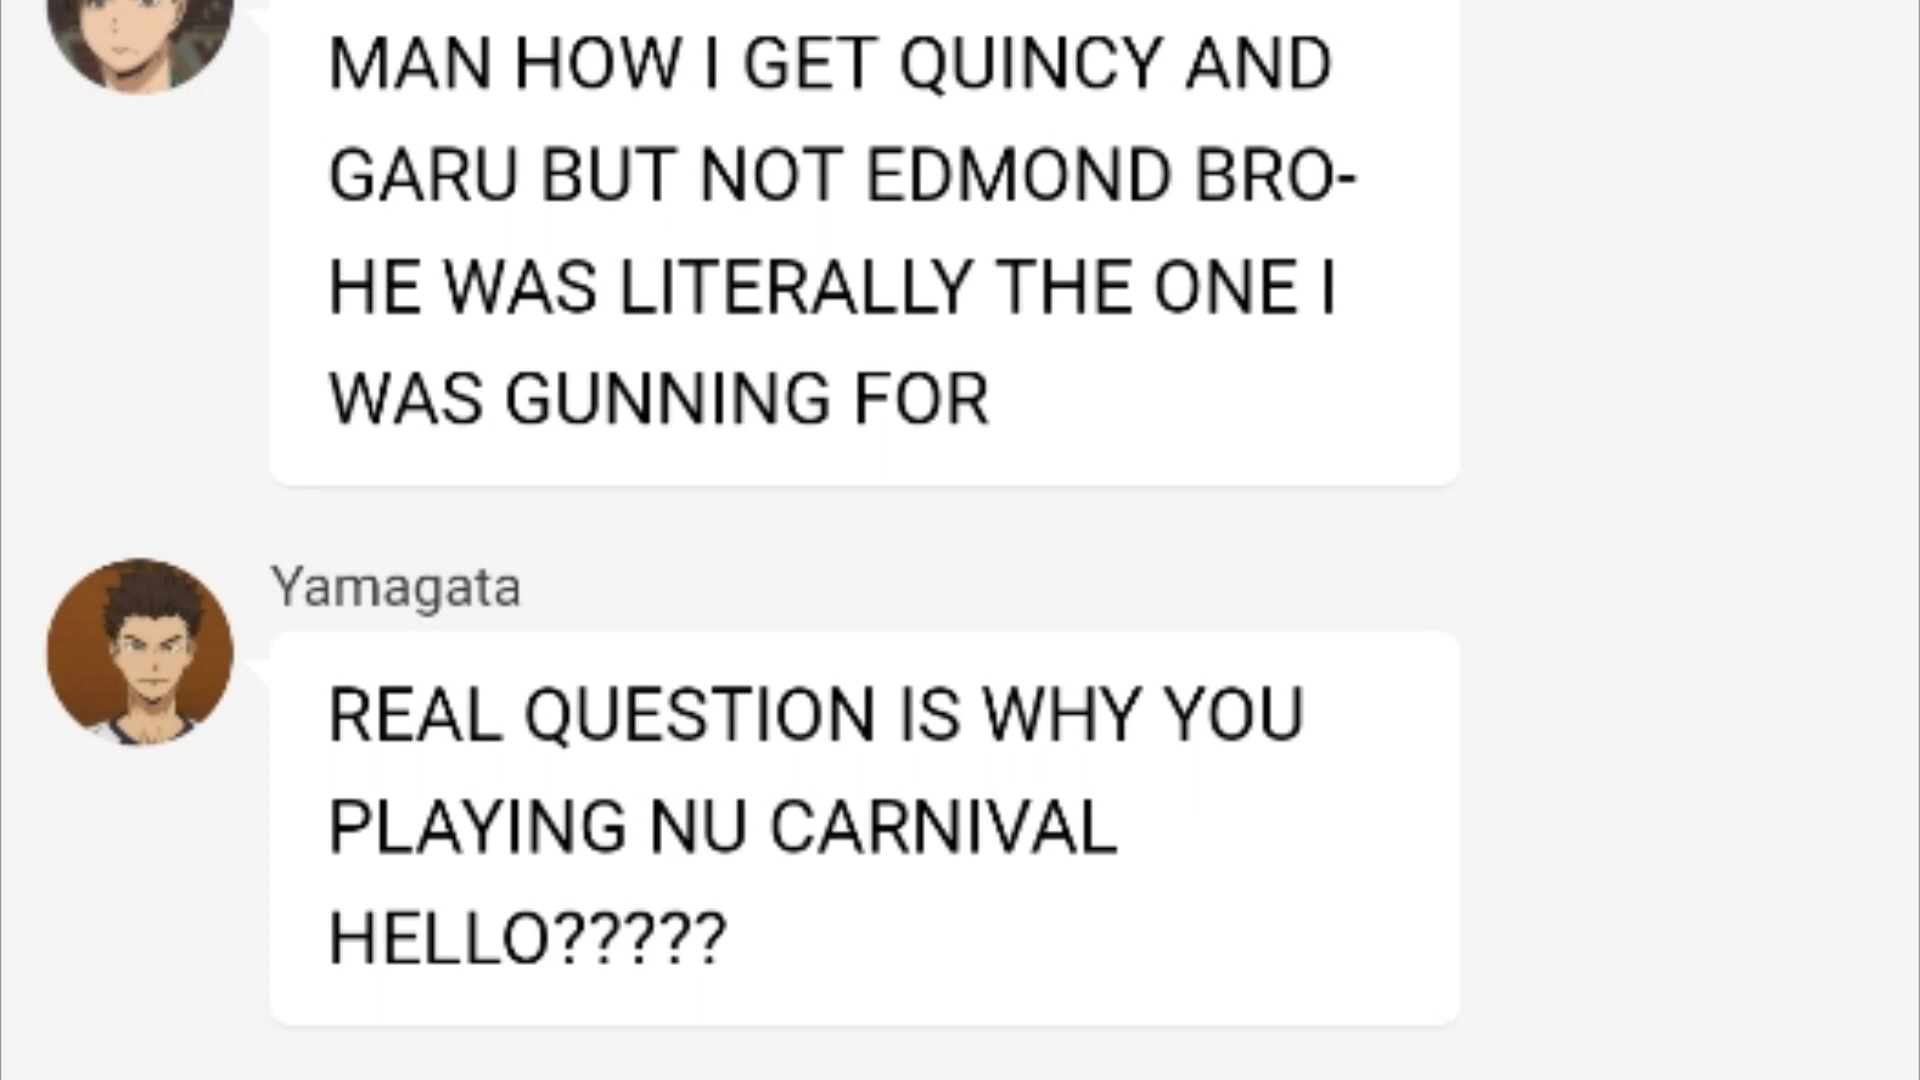 MAN HOW I GET QUINCY AND
GARU BUT NOT EDMOND BRO-
HE WAS LITERALLY THE ONE I
WAS GUNNING FOR
Yamagata
REAL QUESTION IS WHY YOU
PLAYING NU CARNIVAL
HELLO?????